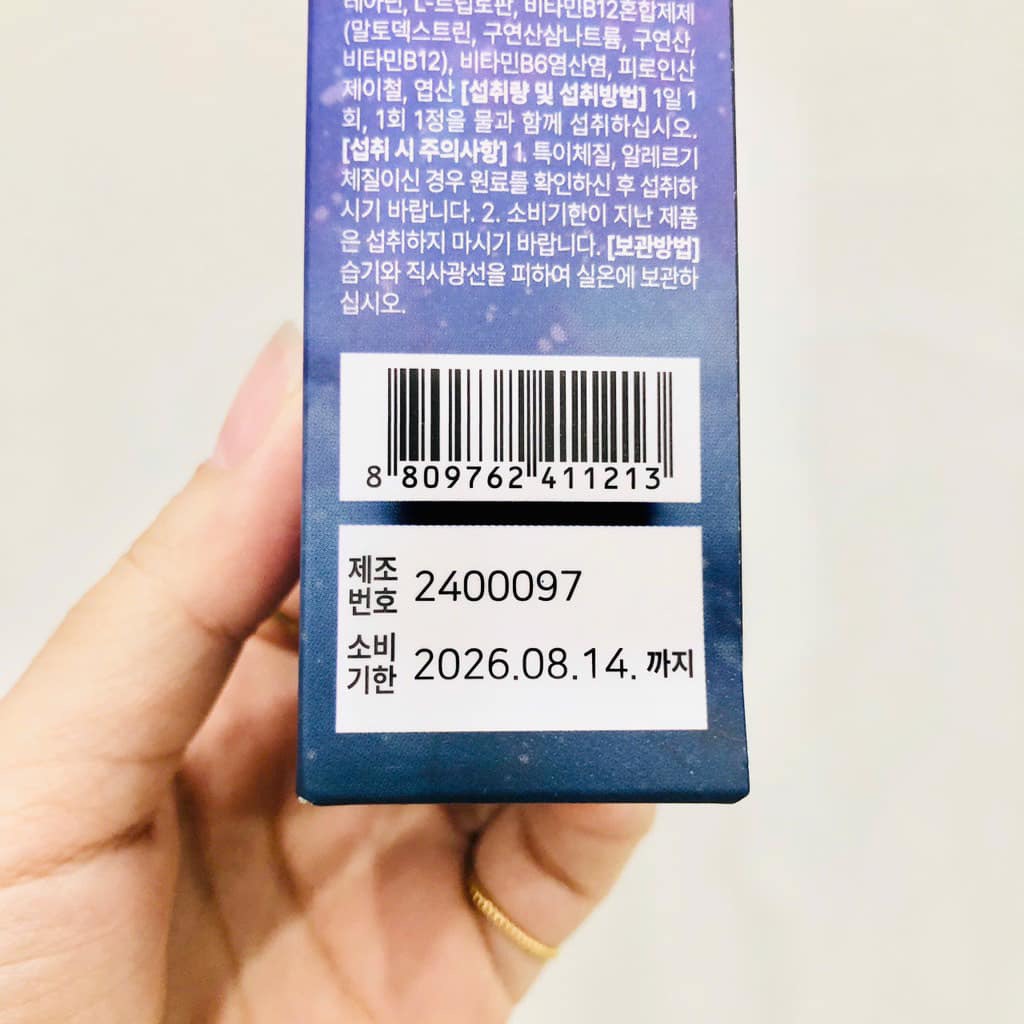 테아닌, L-트립토판, 비타민B12혼합제제
(말토덱스트린, 구연산삼나트륨, 구연산,
비타민B12), 비타민B6염산염, 피로인산
제이철, 엽산 [섭취량 및 섭취방법] 1일 1
회, 1회 1정을 물과 함께 섭취하십시오.
[섭취 시 주의사항] 1. 특이체질, 알레르기
체질이신 경우 원료를 확인하신 후 섭취하
시기 바랍니다. 2. 소비기한이 지난 제품
은 섭취하지 마시기 바랍니다. [보관방법]
습기와 직사광선을 피하여 실온에 보관하
십시오.
8 809762 411213
제조
번호 2400097
소비
기한 2026.08.14. 까지